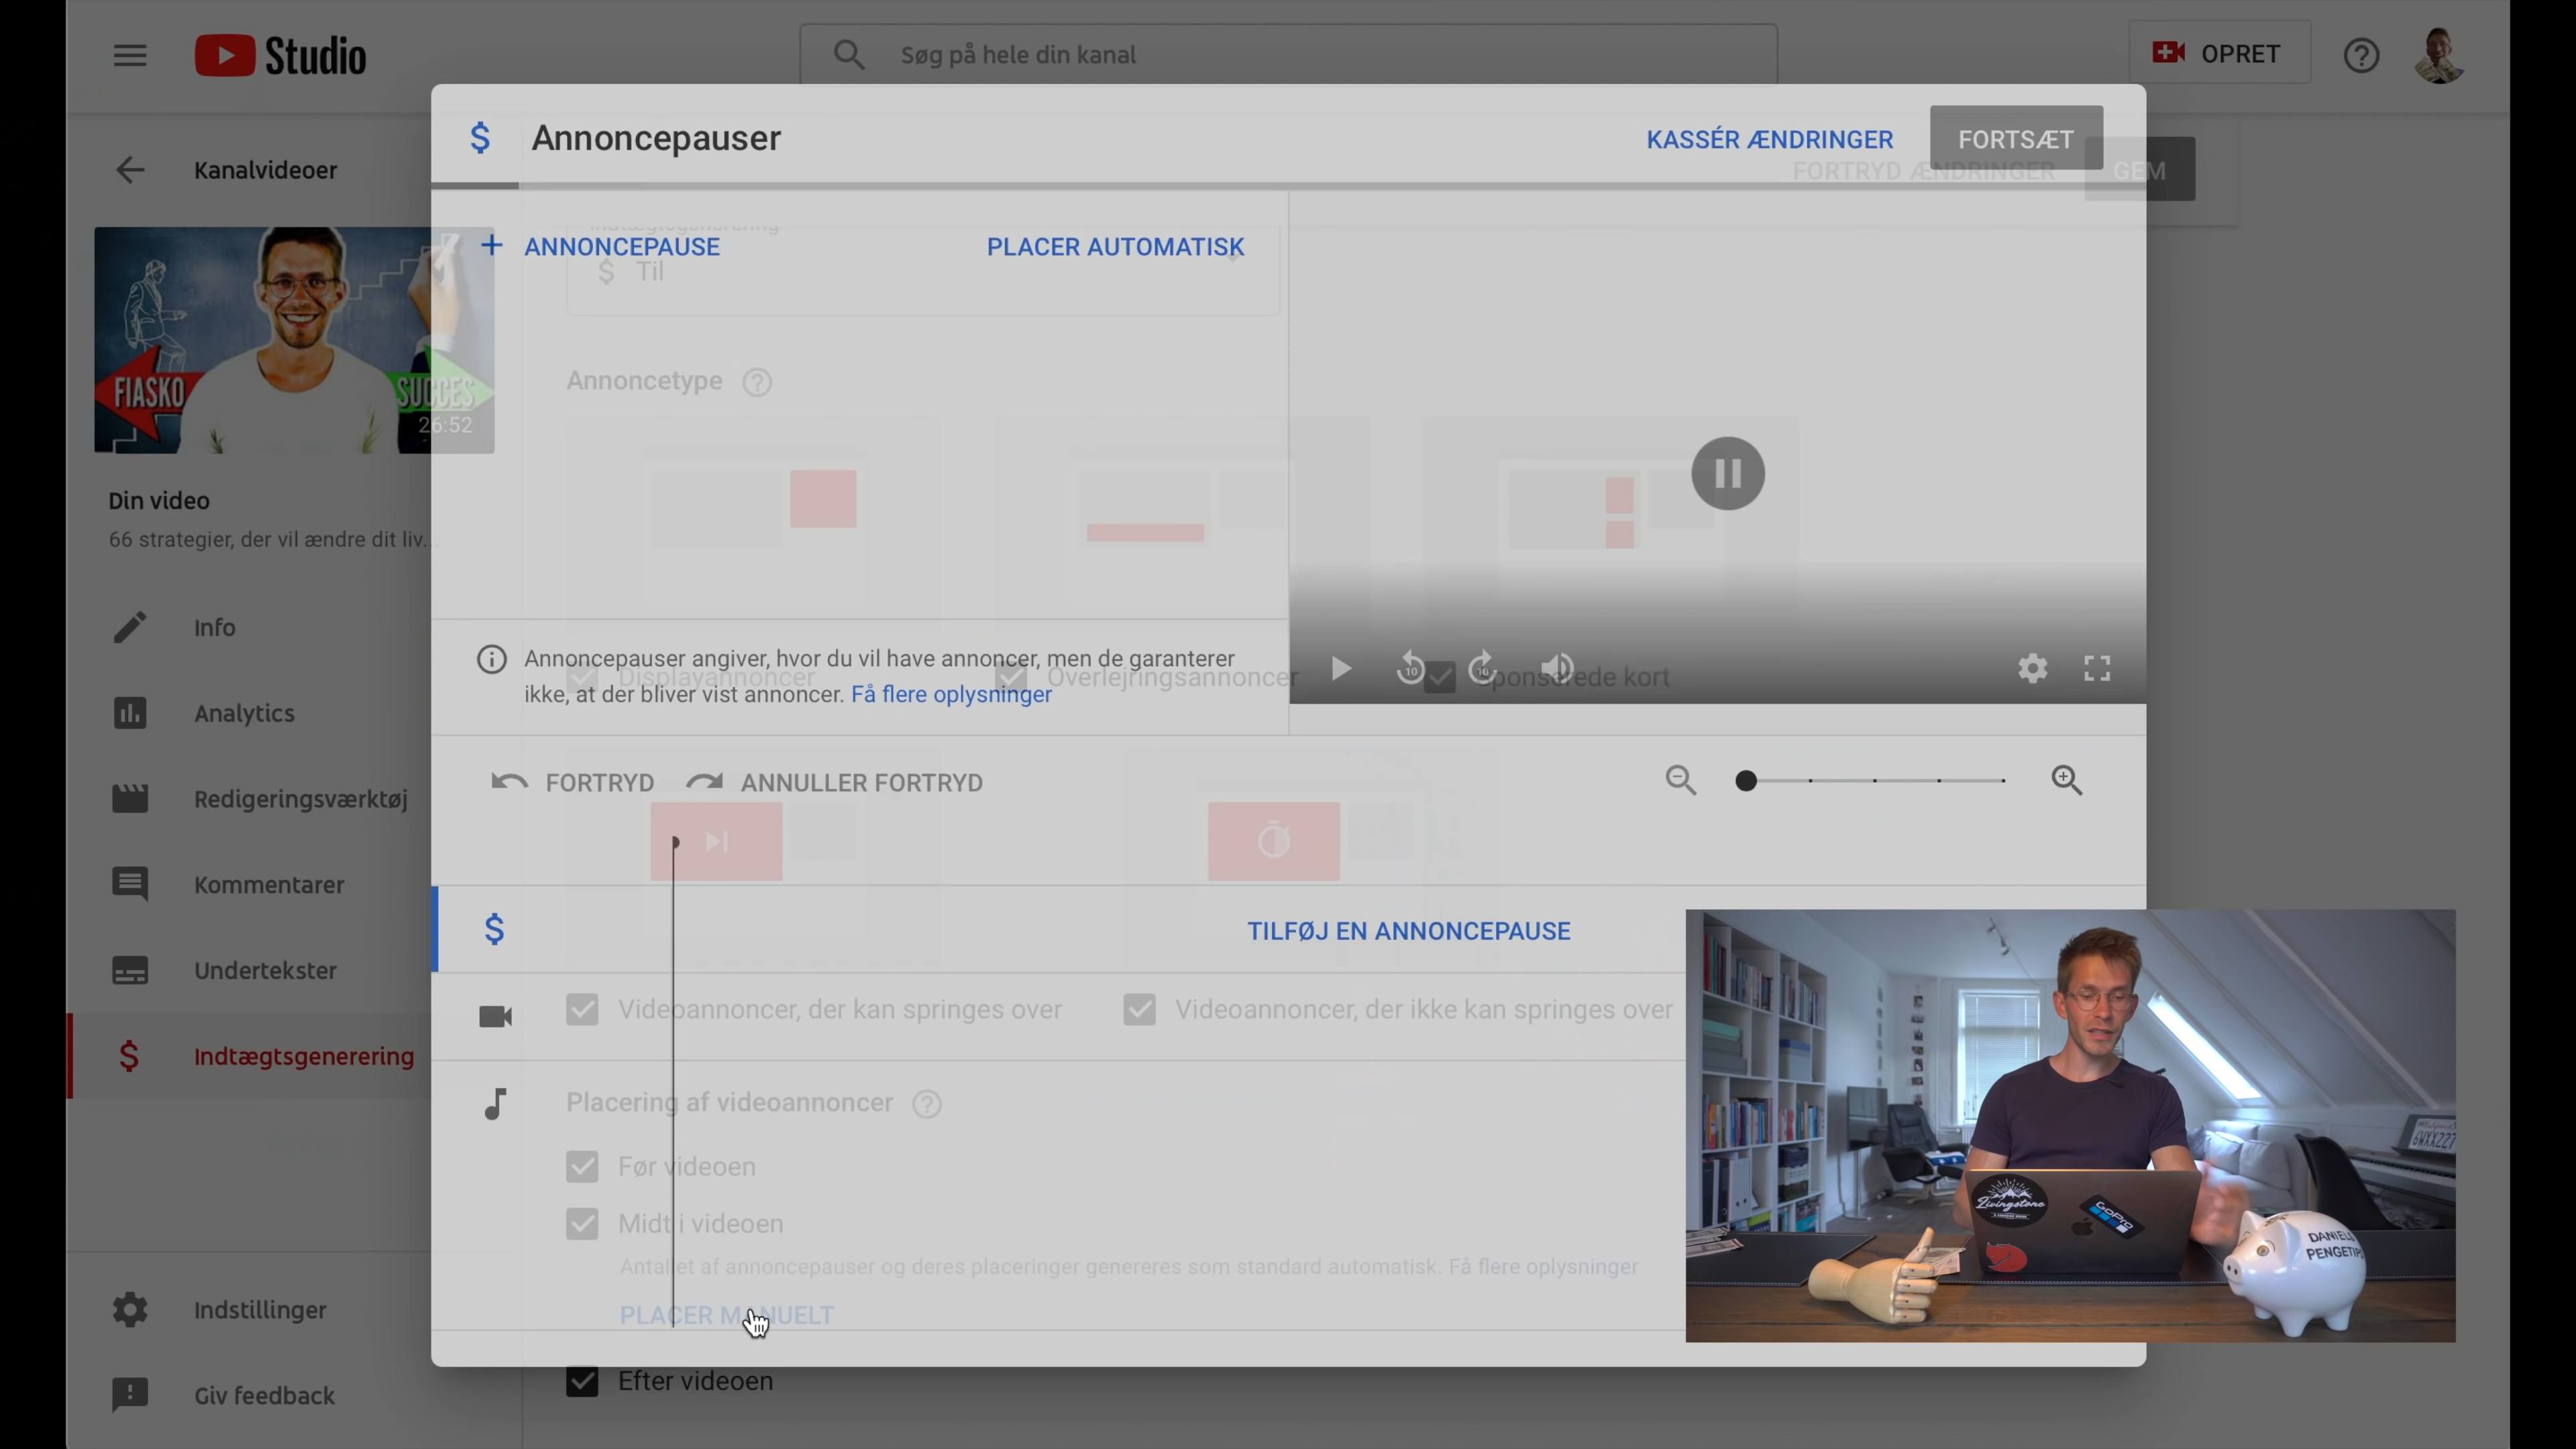 Studio
Søg på hele din kanal
OPRET
Kanalvideoer
Annoncepauser
KASSÉR ÆNDRINGER
FORTSÆT
FORTRYD ÆNDRINGER
GEM
ANNONCEPAUSE
PLACER AUTOMATISK
Indtægtsgenerering
Til
Annoncetype
FIASKO
SUCCES
26:52
Din video
66 strategier, der vil ændre dit liv...
Info
Analytics
Redigeringsværktøj
Kommentarer
Undertekster
Indtægtsgenerering
Indstillinger
Giv feedback
Annoncepauser angiver, hvor du vil have annoncer, men de garanterer
ikke, at der bliver vist annoncer. Få flere oplysninger
Displayannoncer
Overlejringsannoncer
Sponserede kort
10
10
FORTRYD
ANNULLER FORTRYD
TILFØJ EN ANNONCEPAUSE
Videoannoncer, der kan springes over
Videoannoncer, der ikke kan springes over
Placering af videoannoncer
Før videoen
Midt i videoen
Antallet af annoncepauser og deres placeringer genereres som standard automatisk. Få flere oplysninger
PLACER MANUELT
Efter videoen
Livingstone
GoPro
DANIELS
PENGETIPS
6WXX227